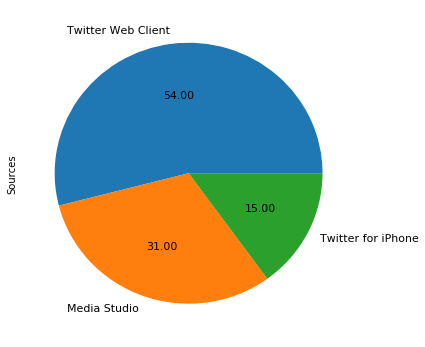 Twitter Web Client
54.00
Sources
15.00
31.00
Twitter for iPhone
Media Studio